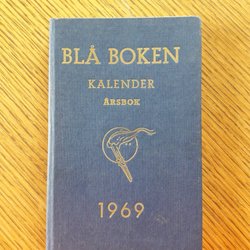 BLÅ BOKEN
KALENDER
ÅRSBOK
1969